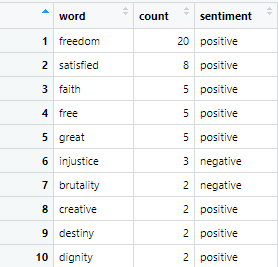 word count sentiment
1 freedom 20 positive
2 satisfied 8 positive
3 faith 5 positive
4 free 5 positive
5 great 5 positive
6 injustice 3 negative
7 brutality 2 negative
8 creative 2 positive
9 destiny 2 positive
10 dignity 2 positive